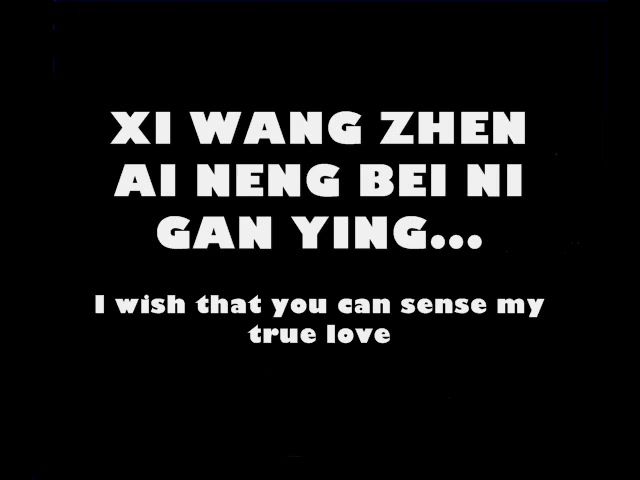 XI WANG ZHEN
AI NENG BEI NI
GAN YING...
I wish that you can sense my
true love